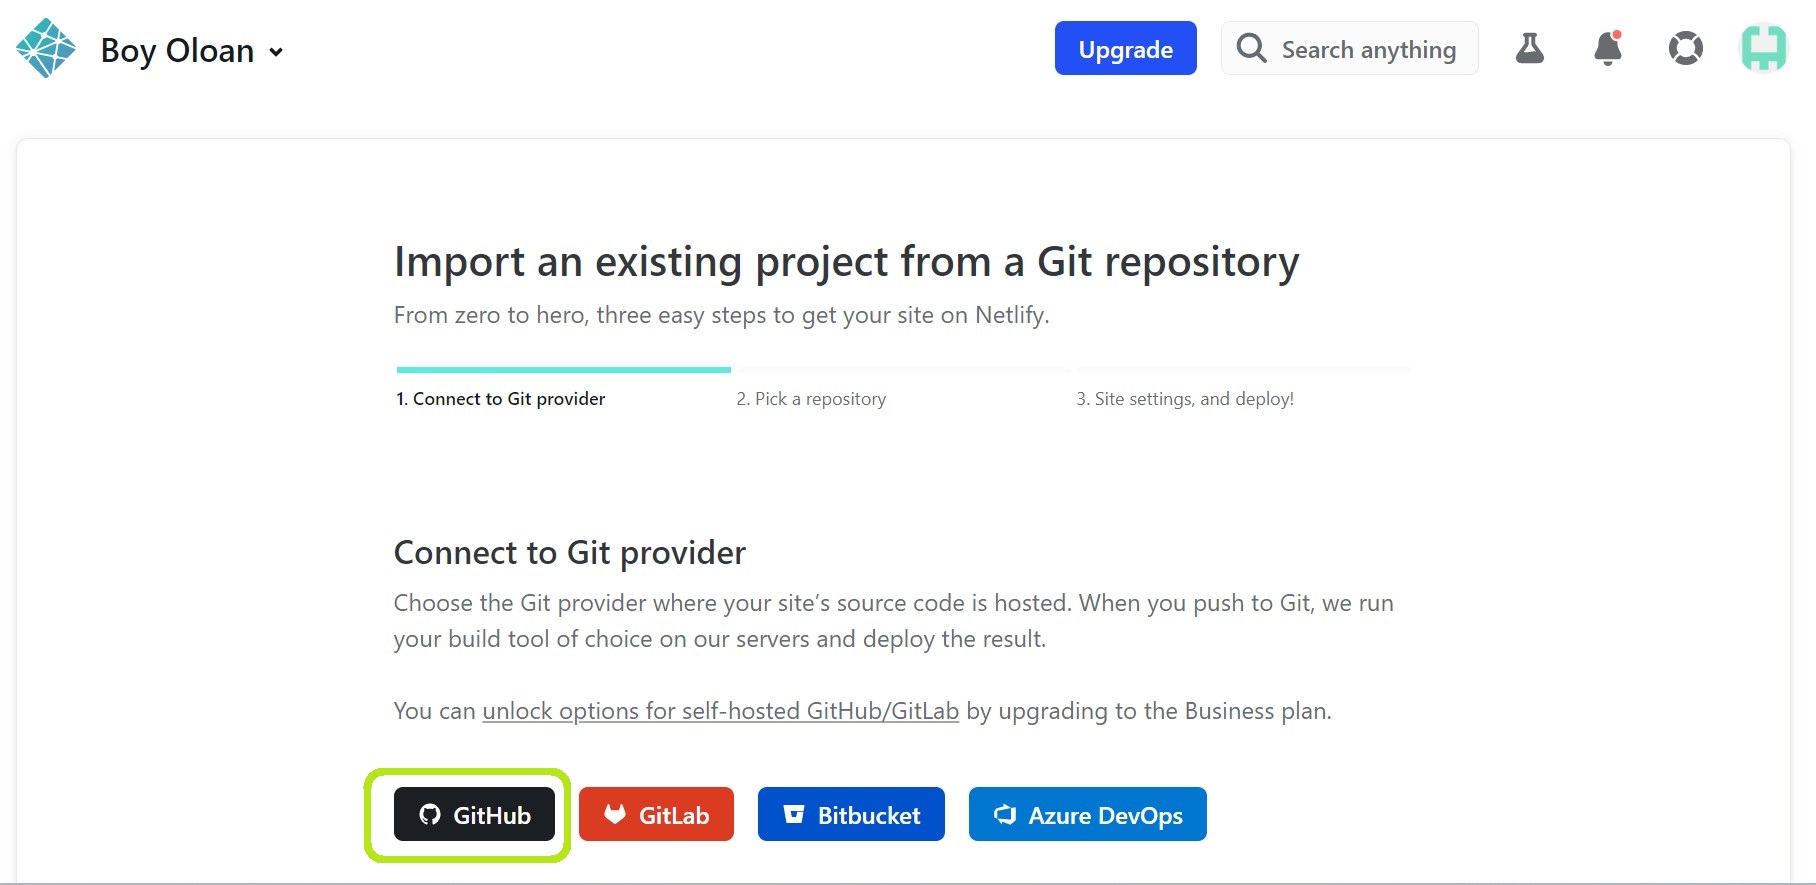 Boy Oloan
Upgrade
Search anything
Import an existing project from a Git repository
From zero to hero, three easy steps to get your site on Netlify.
1. Connect to Git provider
2. Pick a repository
3. Site settings, and deploy!
Connect to Git provider
Choose the Git provider where your site’s source code is hosted. When you push to Git, we run
your build tool of choice on our servers and deploy the result.
You can unlock options for self-hosted GitHub/GitLab by upgrading to the Business plan.
GitHub
GitLab
Bitbucket
Azure DevOps